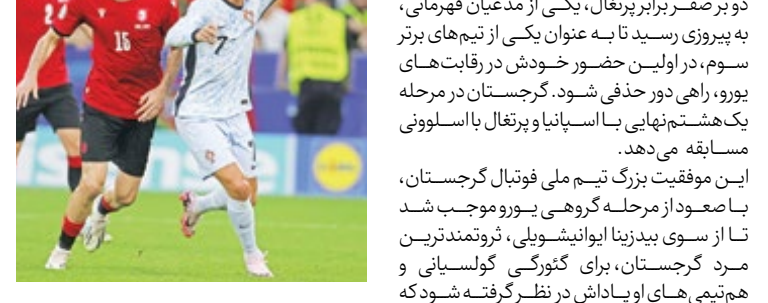 دو بر صفر برابر پرتغال، یکی از مدعیان قهرمانی،
به پیروزی رسید تا به عنوان یکی از تیم‌های برتر
سوم، در اولین حضور خودش در رقابت‌های
یورو، راهی دور حذفی شود. گرجستان در مرحله
یک‌هشتم‌نهایی با اسپانیا و پرتغال با اسلوونی
مسابقه می‌دهد.
این موفقیت بزرگ تیم ملی فوتبال گرجستان،
با صعود از مرحله گروهی یورو موجب شد
تا از سوی بیدزینا ایوانیشویلی، ثروتمندترین
مرد گرجستان، برای گئورگی گولسیانی و
هم‌تیمی‌های او پاداش در نظر گرفته شود که
2
15
7